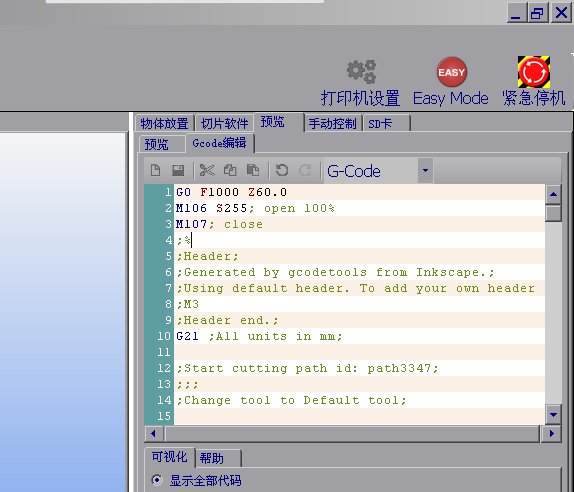 EASY
打印机设置 Easy Mode 紧急停机
物体放置 切片软件 预览 手动控制 SD卡
预览 Gcode编辑
G-Code
1 G0 F1000 Z60.0
2 M106 S255; open 100%
3 M107; close
4 ;%
5 ;Header;
6 ;Generated by gcodetools from Inkscape.;
7 ;Using default header. To add your own header
8 ;M3
9 ;Header end.;
10 G21 ;All units in mm;
11
12 ;Start cutting path id: path3347;
13 ;;;
14 ;Change tool to Default tool;
15
可视化 帮助
显示全部代码